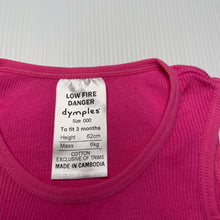 LOW FIRE
DANGER
dymples
Size 000
To fit 3 months
Height 62cm
Mass 6kg
COTTON
EXCLUSIVE OF TRIMS
MADE IN CAMBODIA